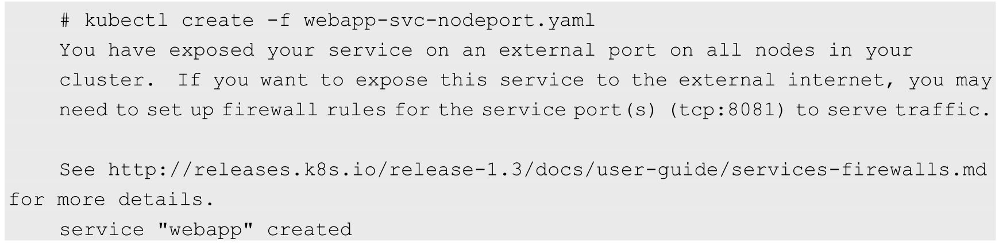 # kubectl create -f webapp-svc-nodeport.yaml
You have exposed your service on an external port on all nodes in your
cluster.  If you want to expose this service to the external internet, you may
need to set up firewall rules for the service port(s) (tcp:8081) to serve traffic.
See http://releases.k8s.io/release-1.3/docs/user-guide/services-firewalls.md
for more details.
service "webapp" created